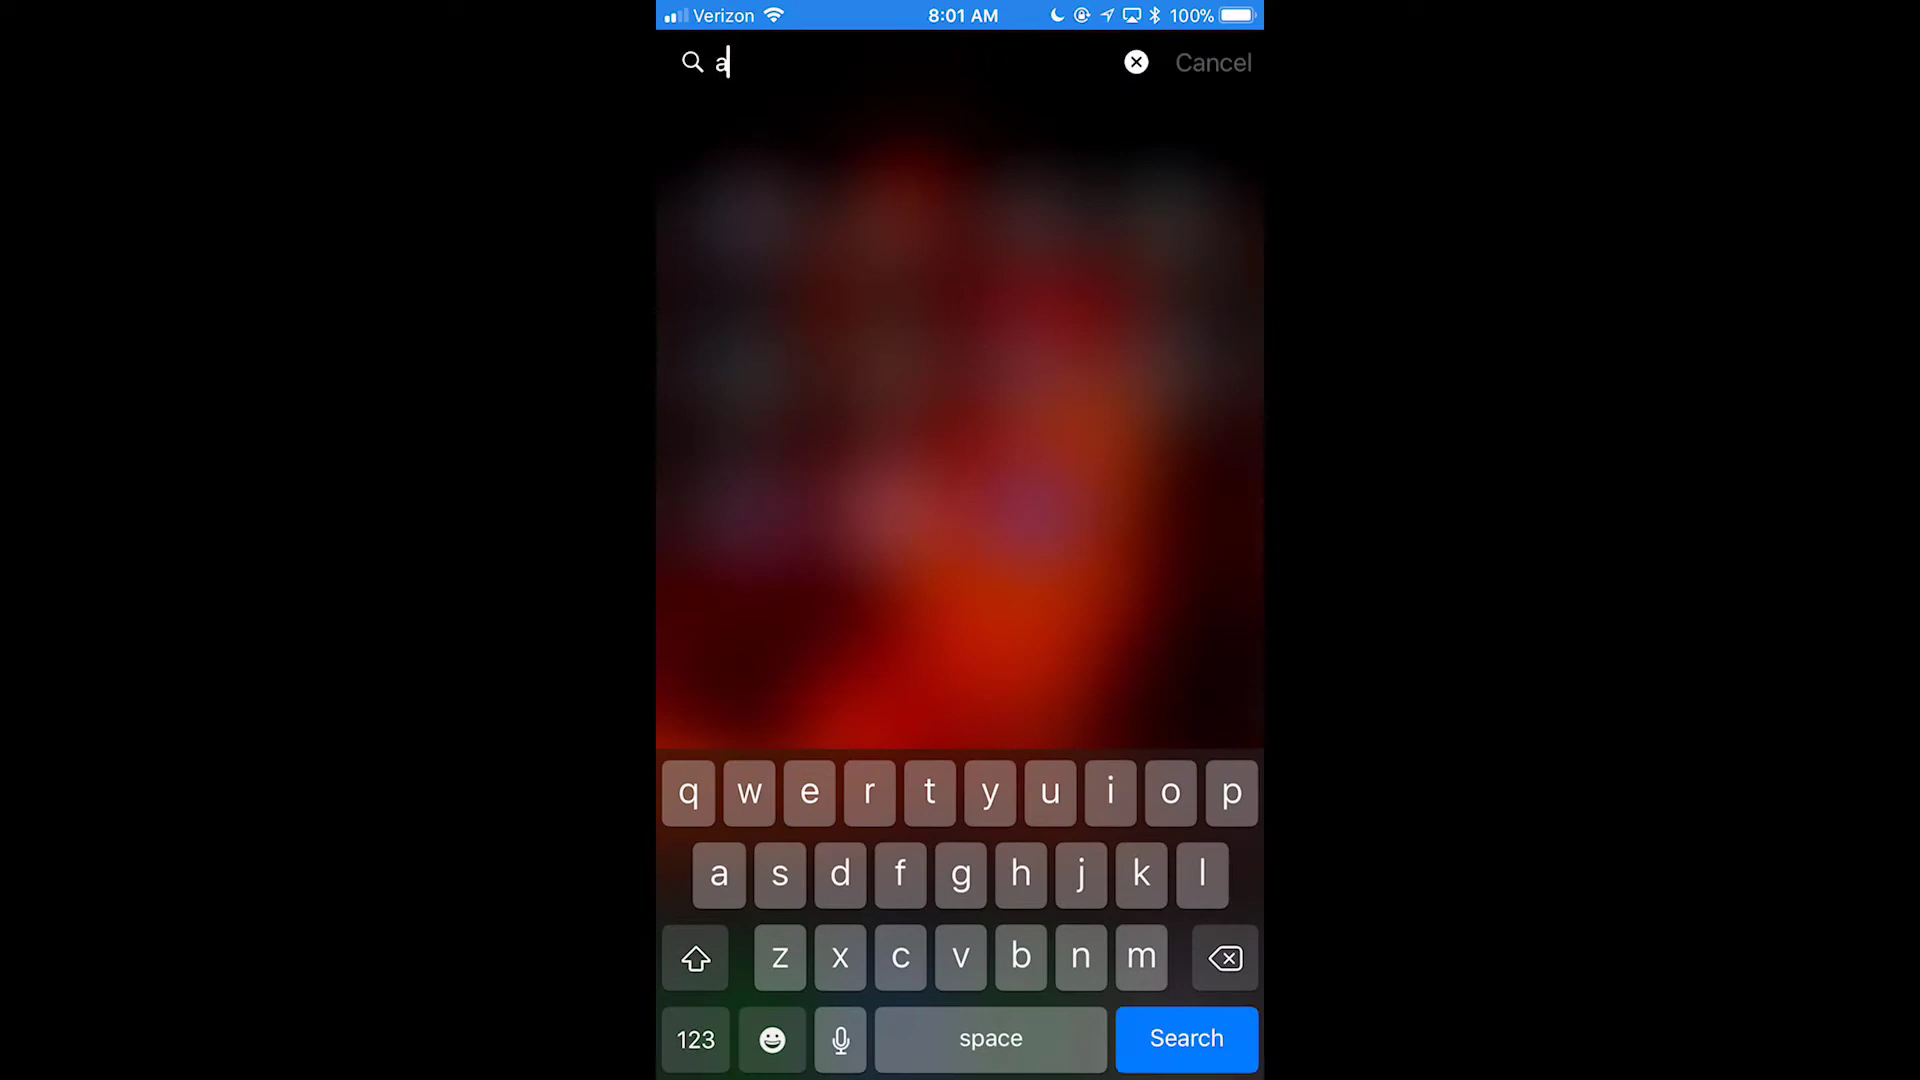 Verizon 8:01 AM 100%
a Cancel
q w e r t y u i o p
a s d f g h j k l
z x c v b n m
123 space Search